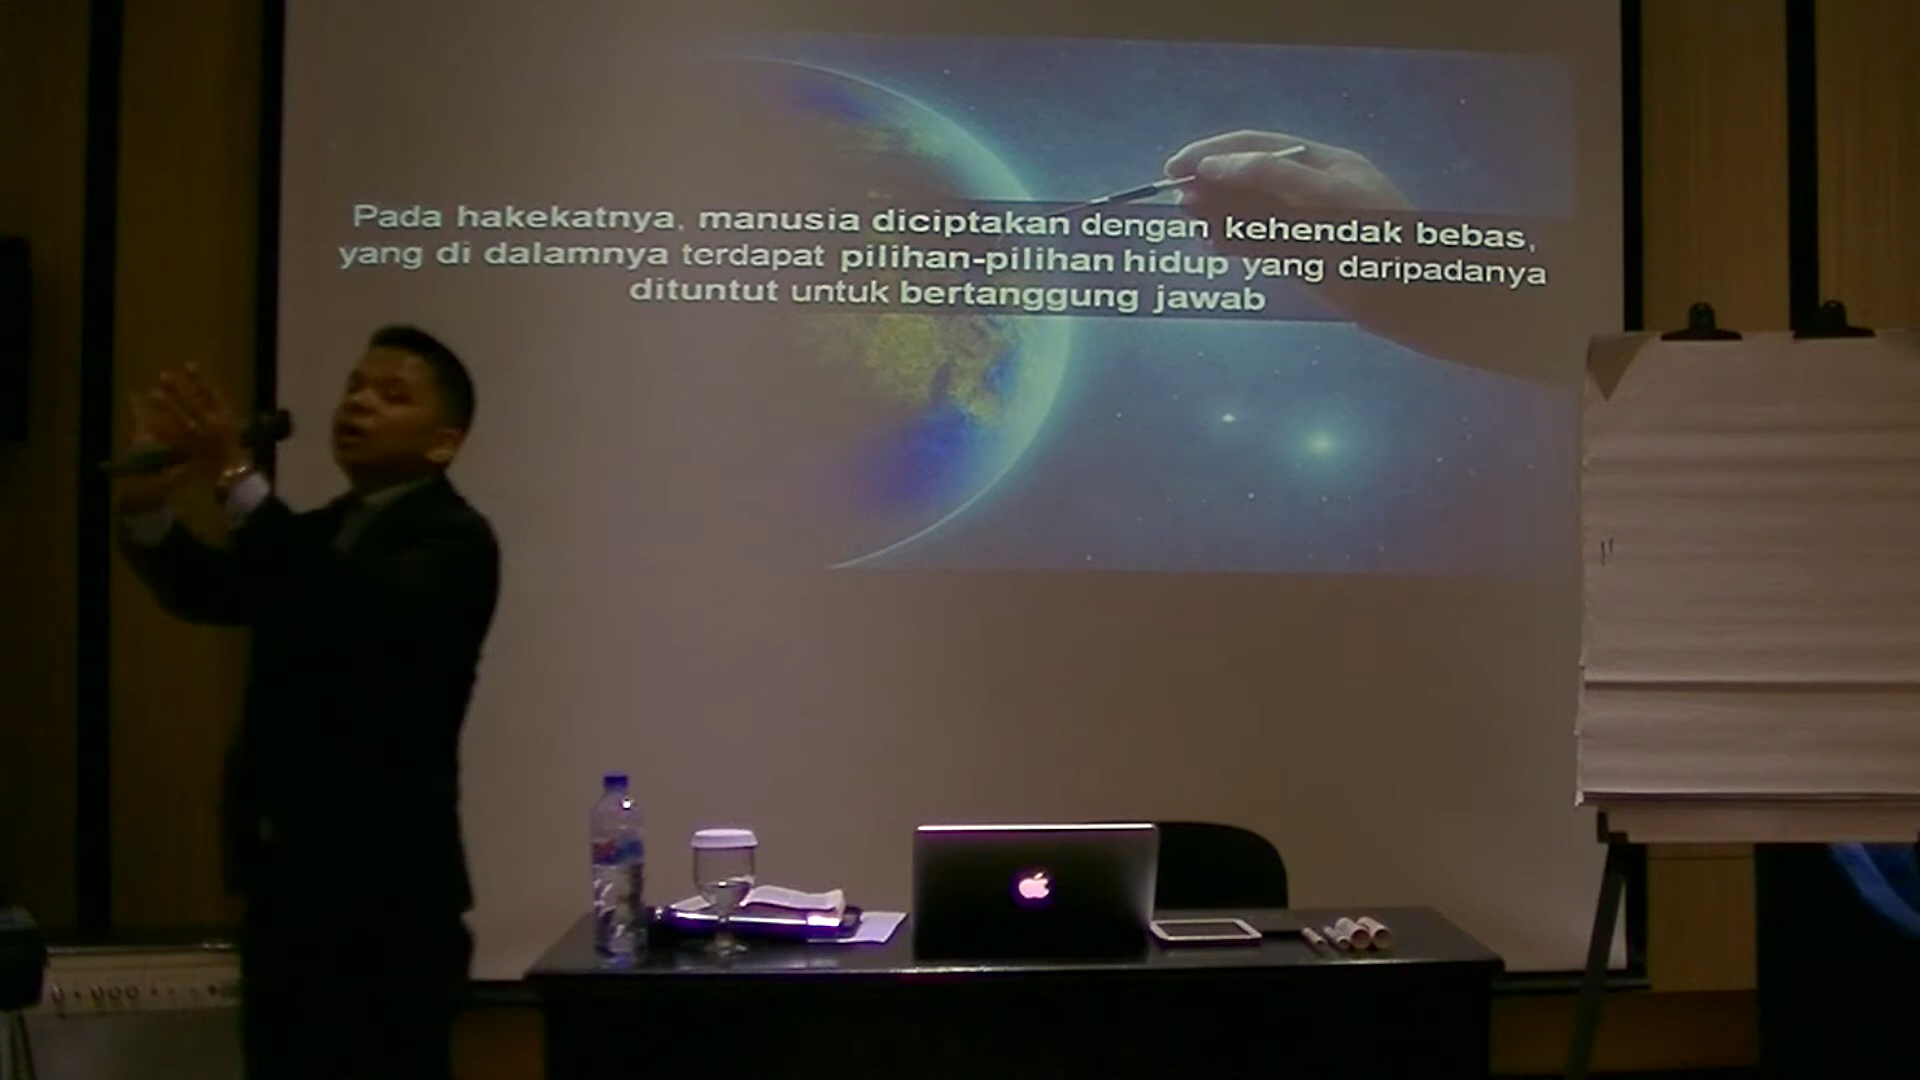 Pada hakekatnya, manusia diciptakan dengan kehendak bebas,
yang di dalamnya terdapat pilihan-pilihan hidup yang daripadanya
dituntut untuk bertanggung jawab